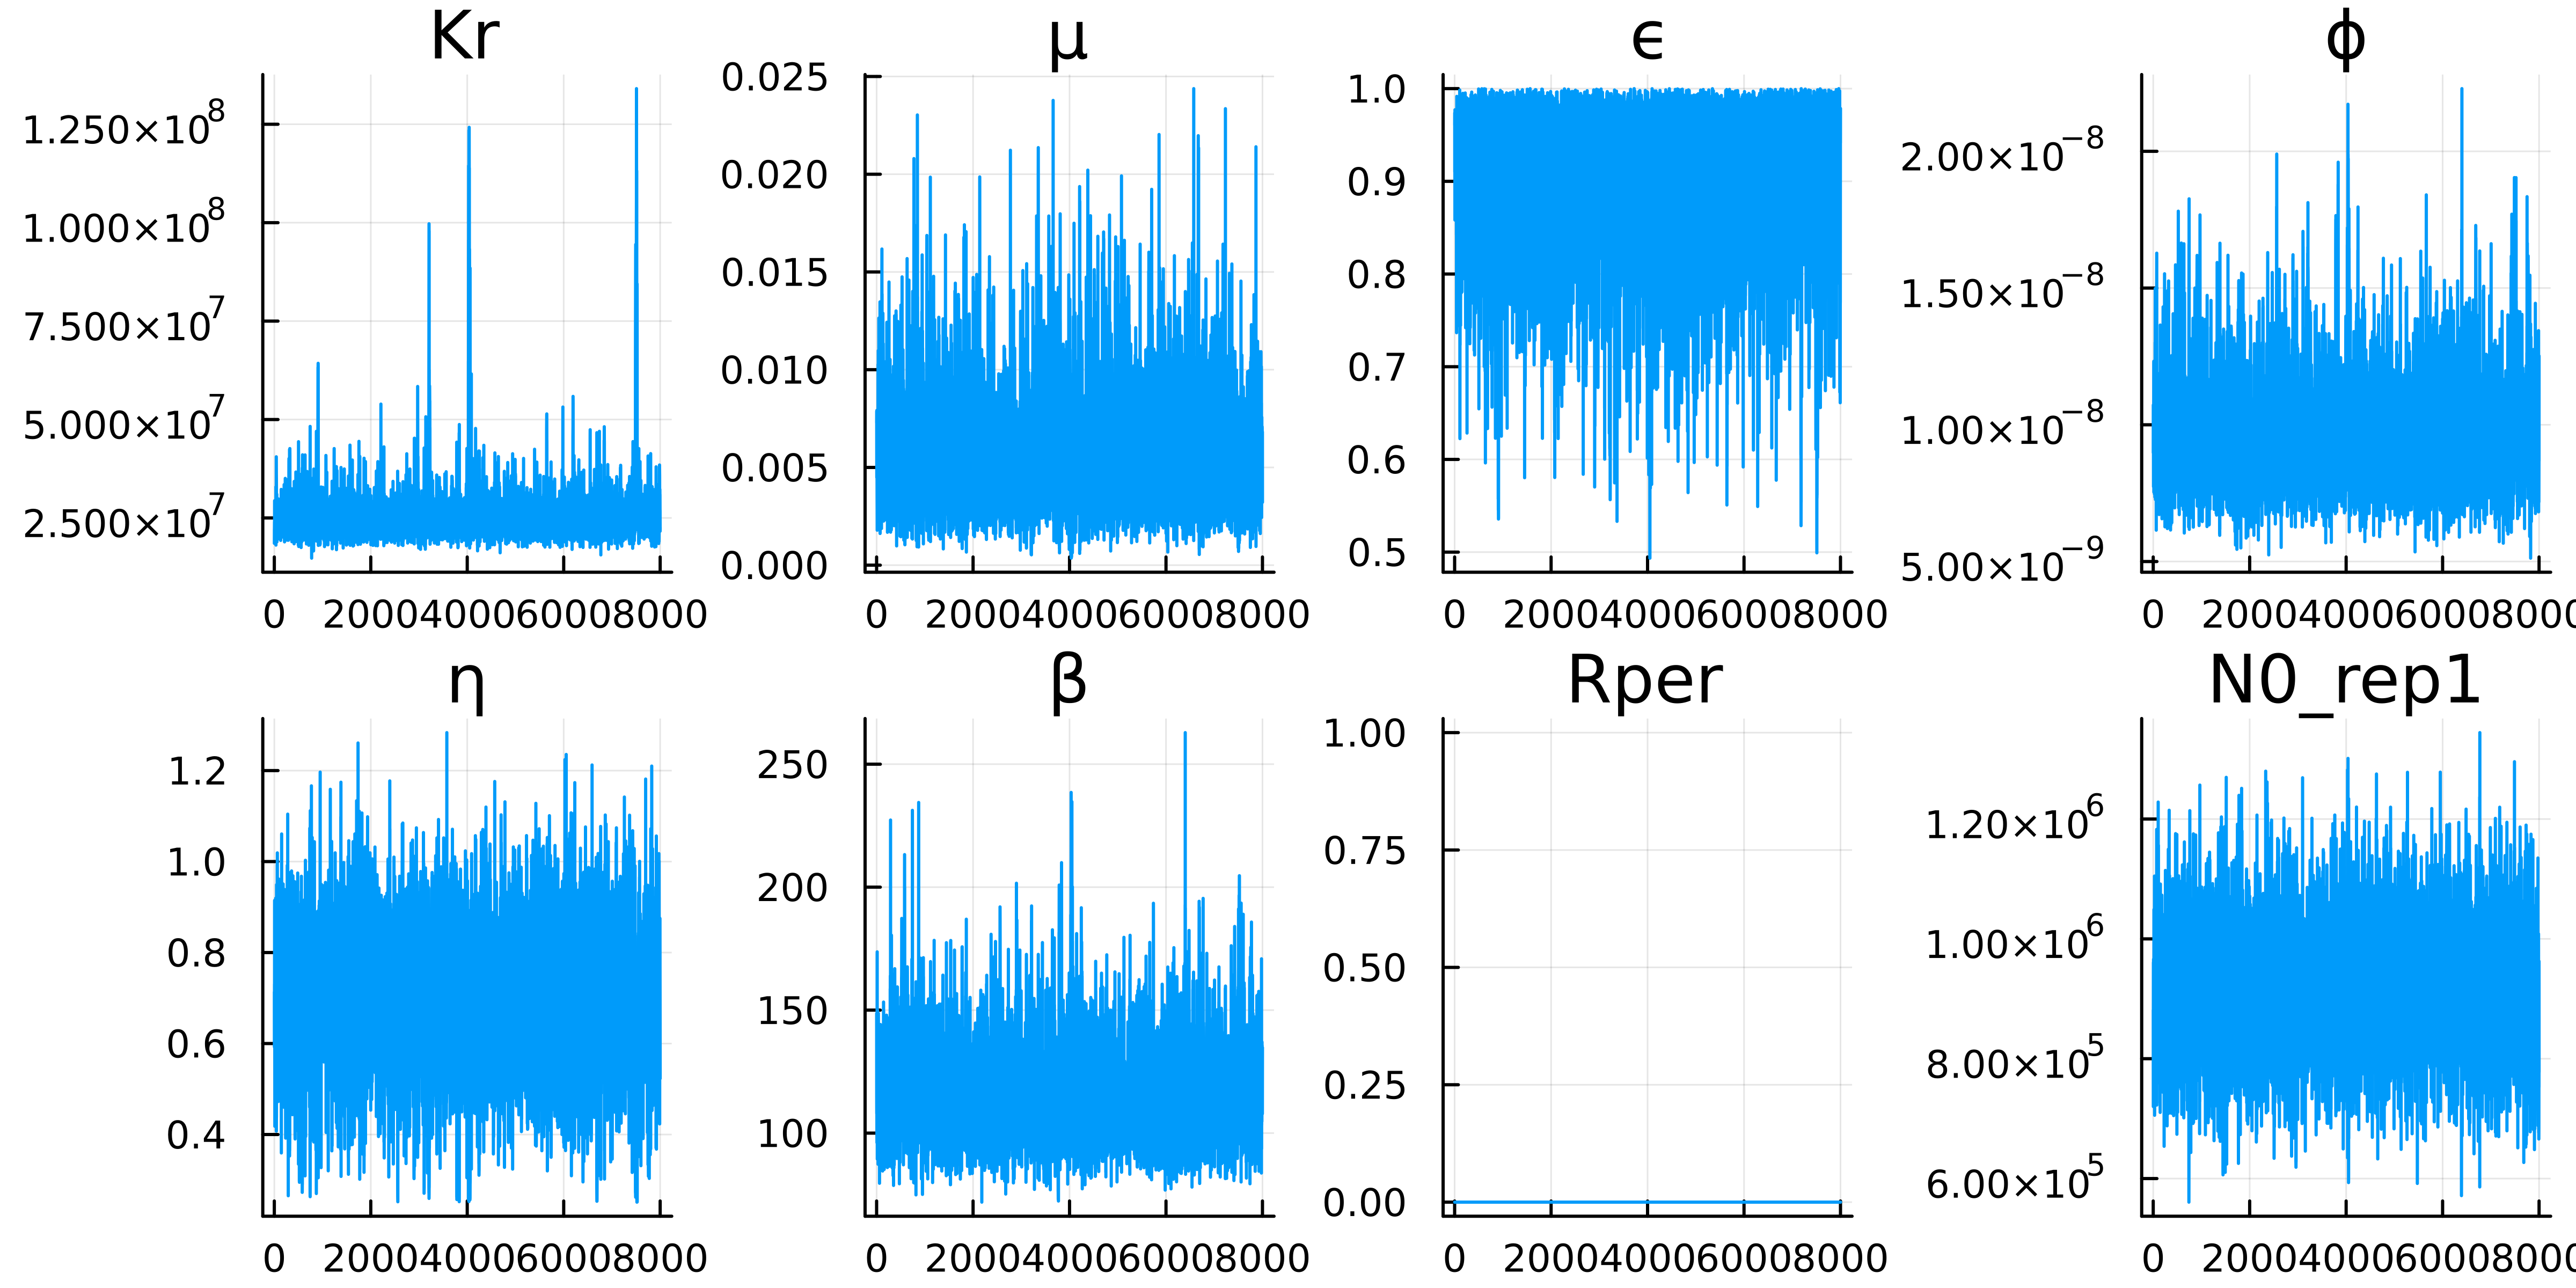 Kr
1.250×10⁸
1.000×10⁸
7.500×10⁷
5.000×10⁷
2.500×10⁷
0 2000 4000 6000 8000
μ
0.025
0.020
0.015
0.010
0.005
0.000
0 2000 4000 6000 8000
ϵ
1.0
0.9
0.8
0.7
0.6
0.5
0 2000 4000 6000 8000
ϕ
2.00×10⁻⁸
1.50×10⁻⁸
1.00×10⁻⁸
5.00×10⁻⁹
0 2000 4000 6000 8000
η
1.2
1.0
0.8
0.6
0.4
0 2000 4000 6000 8000
β
250
200
150
100
0 2000 4000 6000 8000
Rper
1.00
0.75
0.50
0.25
0.00
0 2000 4000 6000 8000
N0_rep1
1.20×10⁶
1.00×10⁶
8.00×10⁵
6.00×10⁵
0 2000 4000 6000 8000